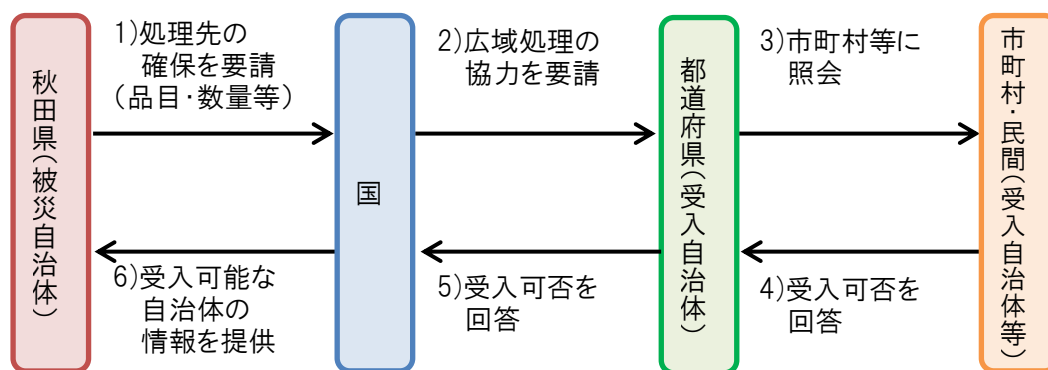 秋田県(被災自治体)
1)処理先の
確保を要請
(品目・数量等)
国
2)広域処理の
協力を要請
都道府県(受入自治体)
3)市町村等に
照会
市町村・民間(受入自治体等)
6)受入可能な
自治体の
情報を提供
5)受入可否を
回答
4)受入可否を
回答